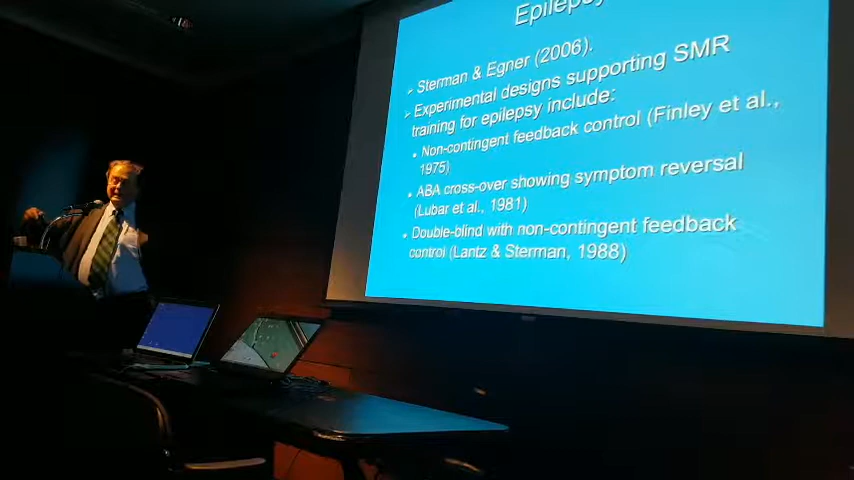 Epilepsy
➢ Sterman & Egner (2006).
➢ Experimental designs supporting SMR
training for epilepsy include:
• Non-contingent feedback control (Finley et al.,
1975)
• ABA cross-over showing symptom reversal
(Lubar et al., 1981)
• Double-blind with non-contingent feedback
control (Lantz & Sterman, 1988)